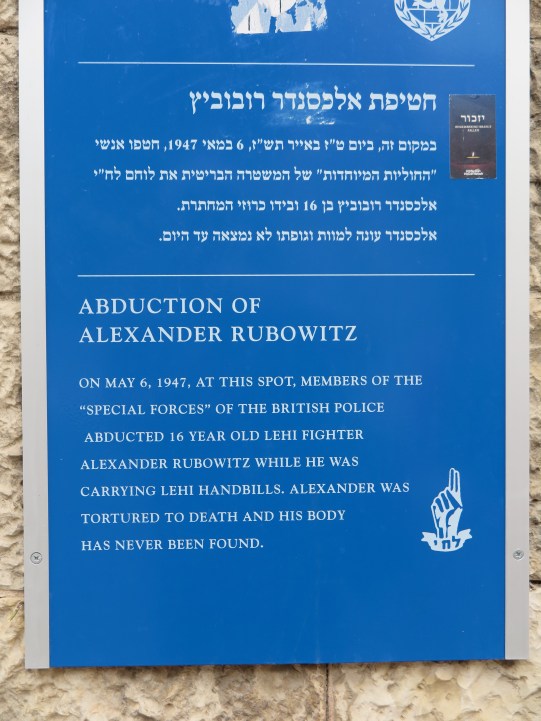 חטיפת אלכסנדר רובוביץ
יזכור
במקום זה, ביום ט"ז באייר תש"ז, 6 במאי 1947, חטפו אנשי
"החוליות המיוחדות" של המשטרה הבריטית את לוחם לח"י
אלכסנדר רובוביץ בן 16 ובידו כרוזי המחתרת.
אלכסנדר עונה למוות וגופתו לא נמצאה עד היום.
ABDUCTION OF
ALEXANDER RUBOWITZ
ON MAY 6, 1947, AT THIS SPOT, MEMBERS OF THE
“SPECIAL FORCES” OF THE BRITISH POLICE
ABDUCTED 16 YEAR OLD LEHI FIGHTER
ALEXANDER RUBOWITZ WHILE HE WAS
CARRYING LEHI HANDBILLS. ALEXANDER WAS
TORTURED TO DEATH AND HIS BODY
HAS NEVER BEEN FOUND.
לחי